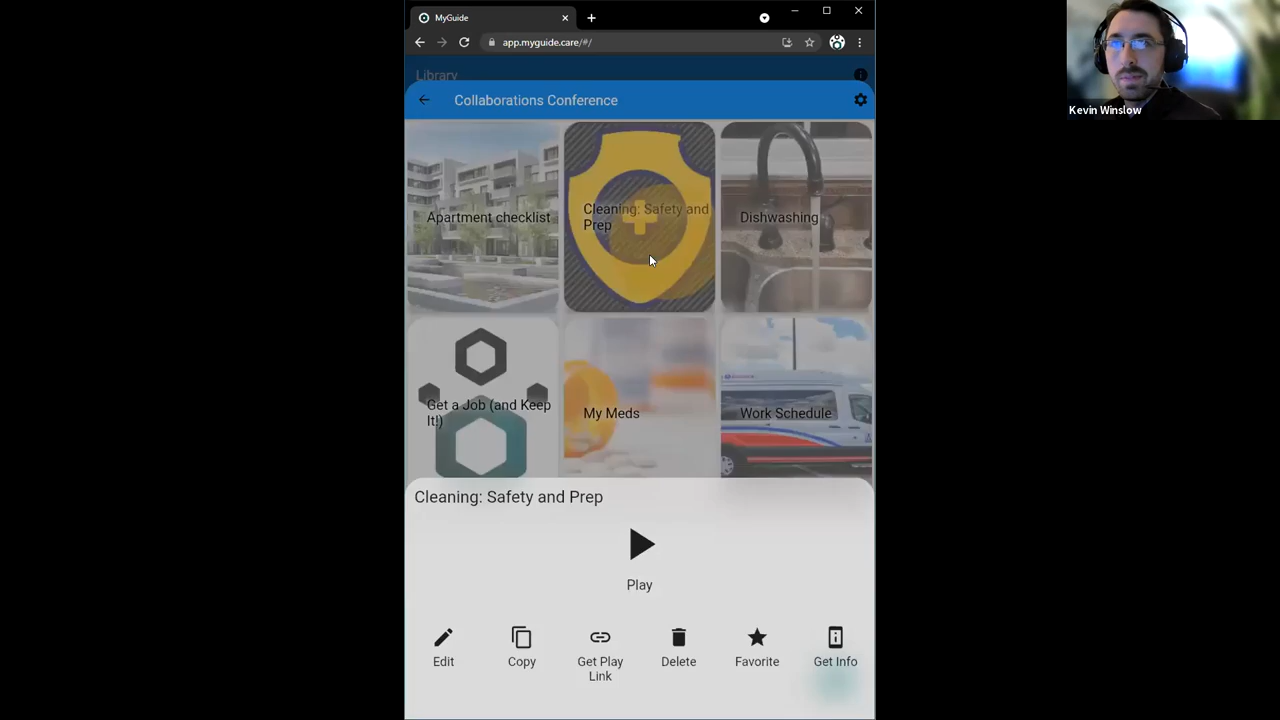 MyGuide
app.myguide.care/#/
Kevin Winslow
Library
Collaborations Conference
Apartment checklist
Cleaning: Safety and
Prep
Dishwashing
Get a Job (and Keep
It!)
My Meds
Work Schedule
Cleaning: Safety and Prep
Play
Edit
Copy
Get Play
Link
Delete
Favorite
Get Info